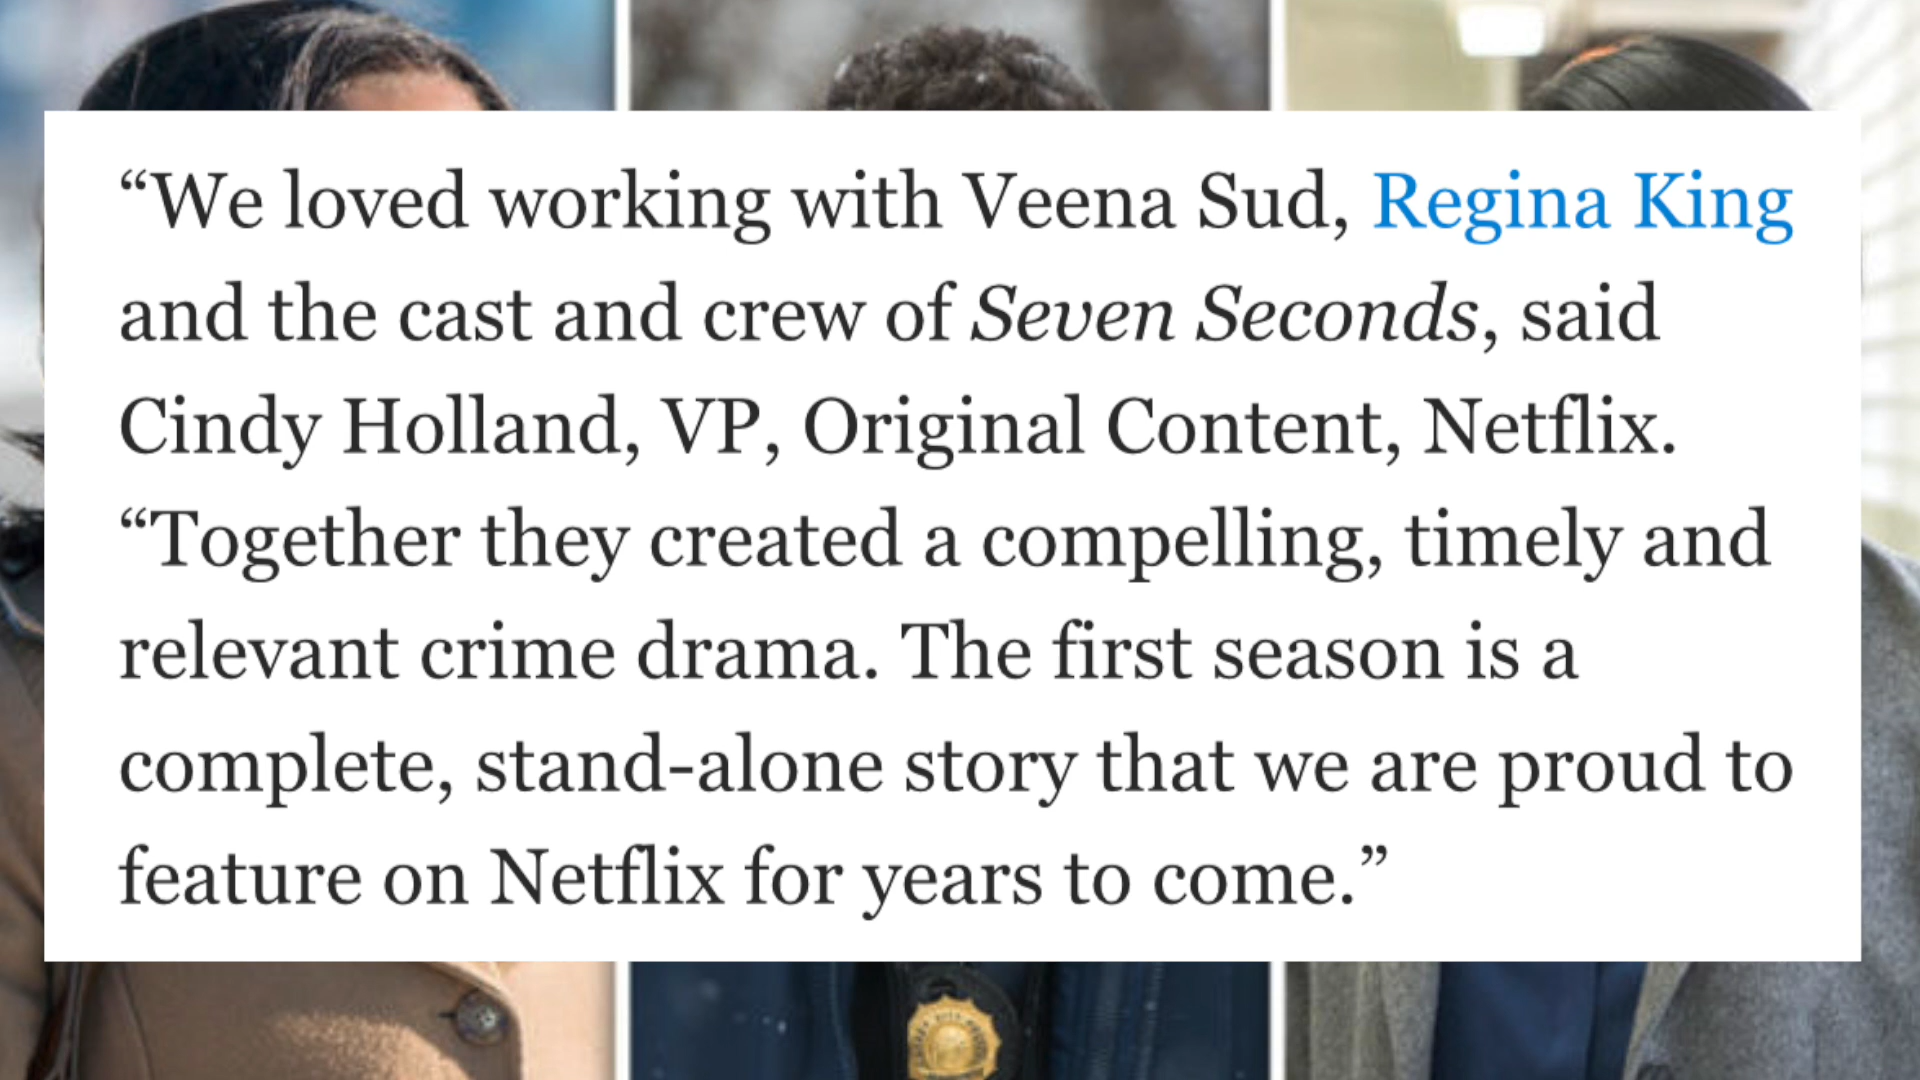 “We loved working with Veena Sud, Regina King
and the cast and crew of Seven Seconds, said
Cindy Holland, VP, Original Content, Netflix.
“Together they created a compelling, timely and
relevant crime drama. The first season is a
complete, stand-alone story that we are proud to
feature on Netflix for years to come.”